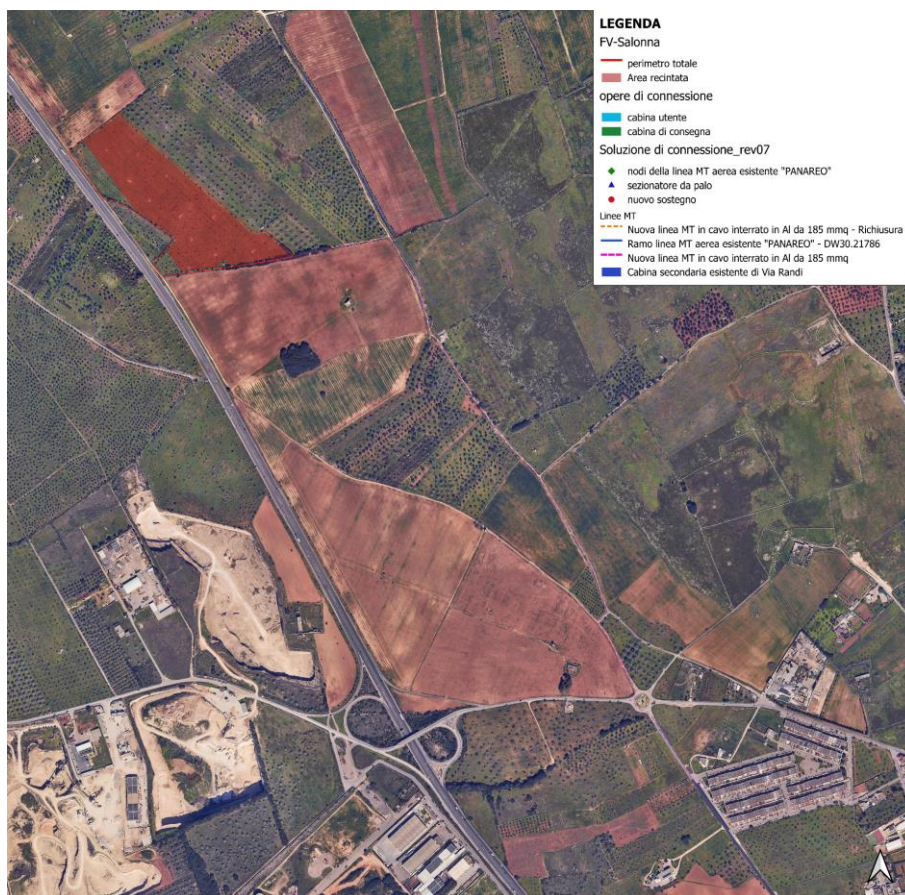 LEGENDA
FV-Salonna
perimetro totale
Area recintata
opere di connessione
cabina utente
cabina di consegna
Soluzione di connessione_rev07
nodi della linea MT aerea esistente "PANAREO"
sezionatore da palo
nuovo sostegno
Linee MT
Nuova linea MT in cavo interrato in Al da 185 mmq - Richiusura
Ramo linea MT aerea esistente "PANAREO" - DW30.21786
Nuova linea MT in cavo interrato in Al da 185 mmq
Cabina secondaria esistente di Via Randi